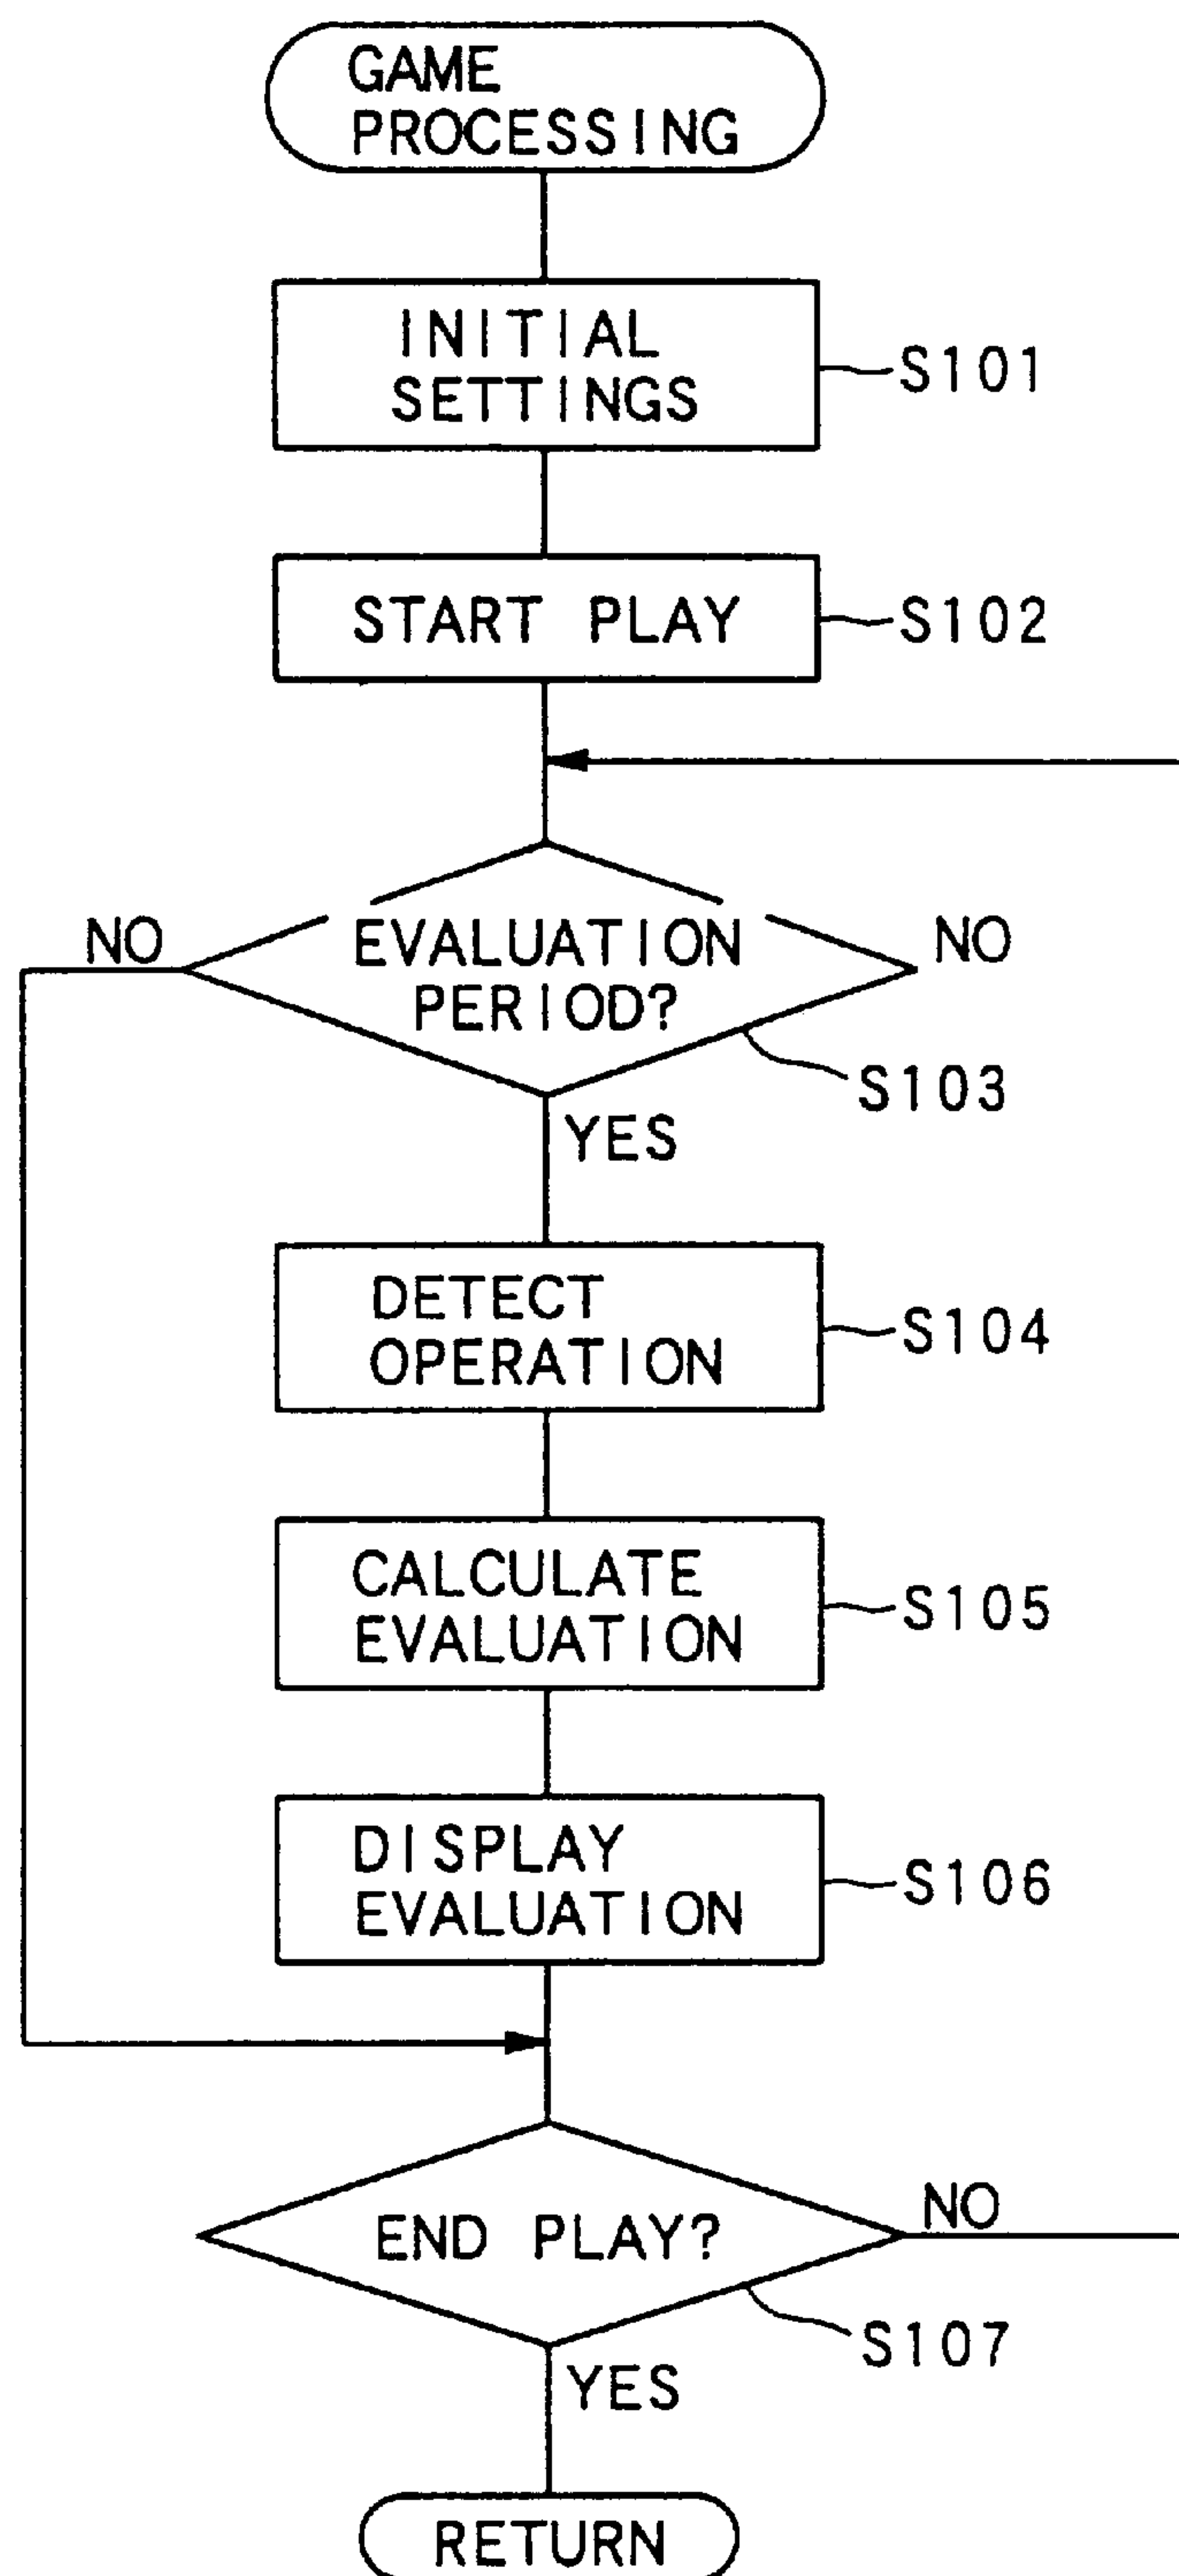 GAME
PROCESSING
INITIAL
SETTINGS
S101
START PLAY
S102
NO
EVALUATION
PERIOD?
NO
S103
YES
DETECT
OPERATION
S104
CALCULATE
EVALUATION
S105
DISPLAY
EVALUATION
S106
END PLAY?
NO
S107
YES
RETURN